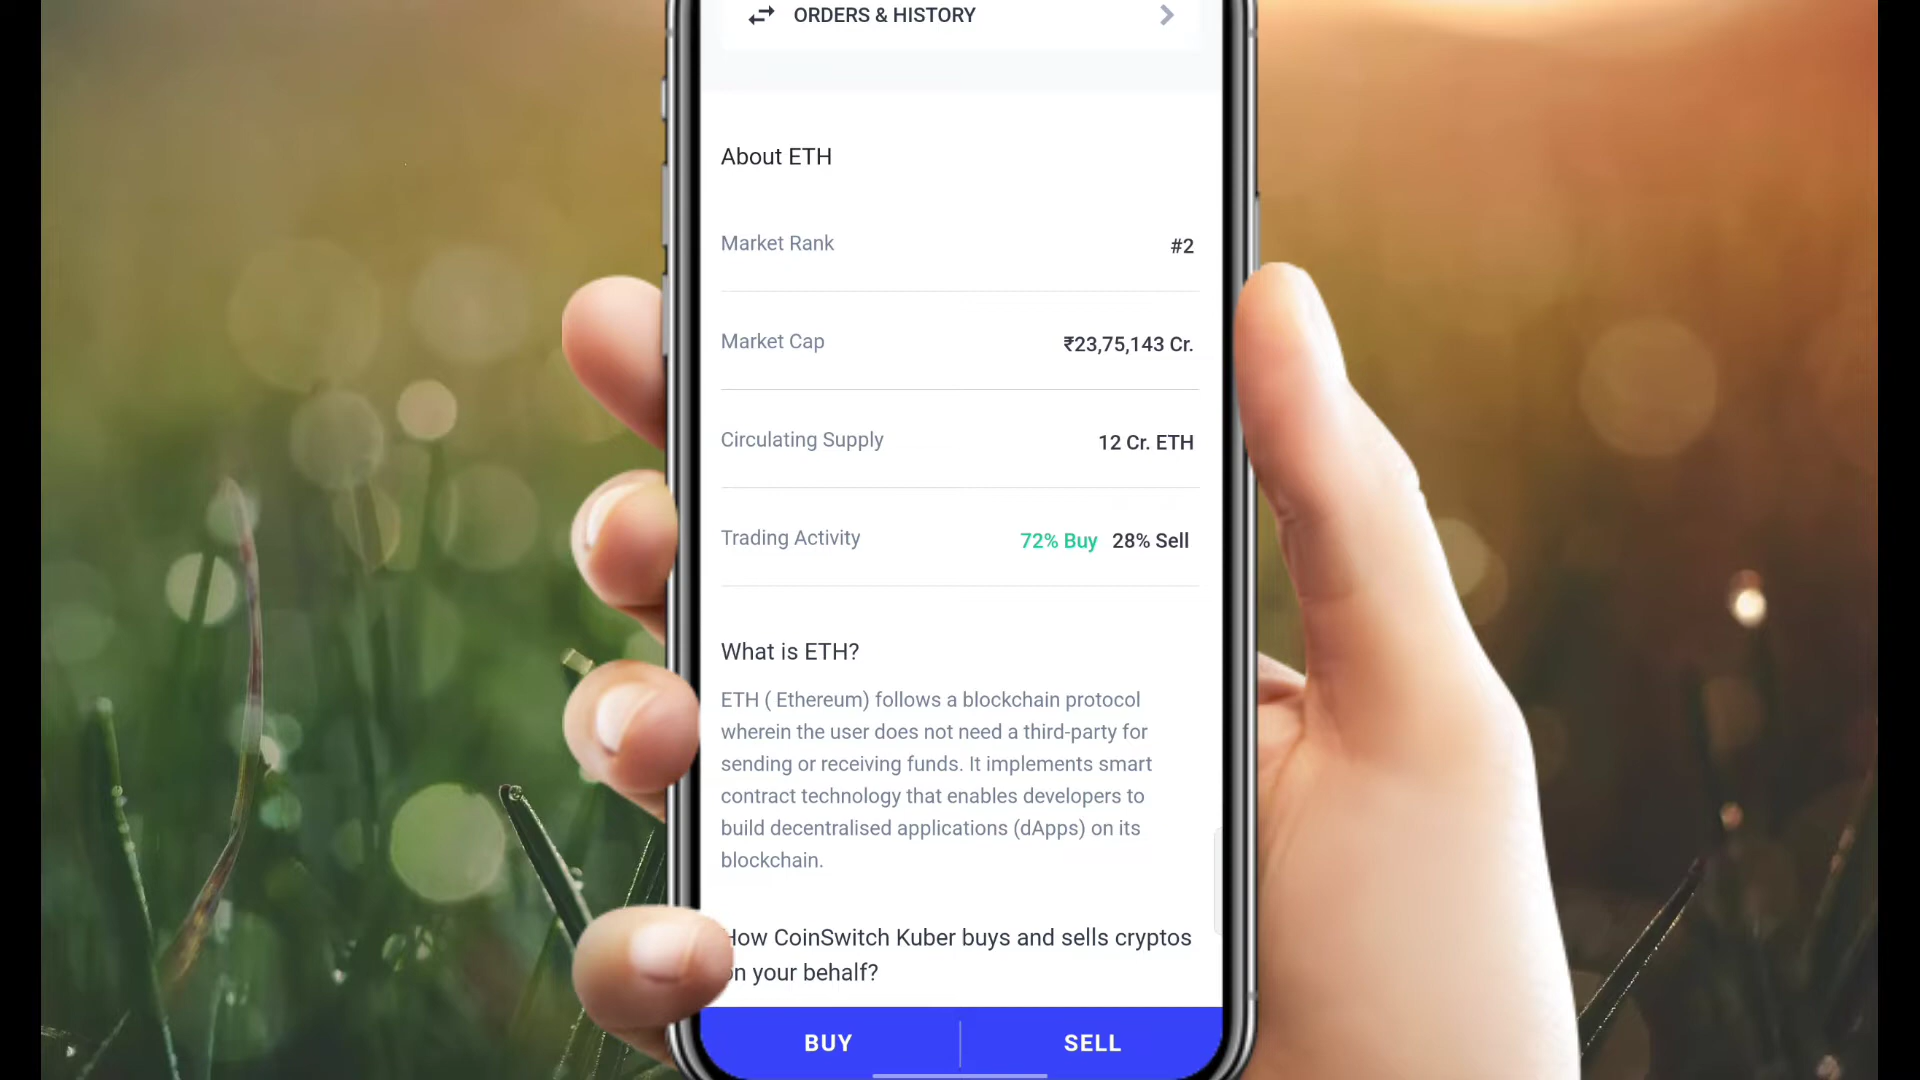 ORDERS & HISTORY
About ETH
Market Rank #2
Market Cap ₹23,75,143 Cr.
Circulating Supply 12 Cr. ETH
Trading Activity 72% Buy 28% Sell
What is ETH?
ETH ( Ethereum) follows a blockchain protocol
wherein the user does not need a third-party for
sending or receiving funds. It implements smart
contract technology that enables developers to
build decentralised applications (dApps) on its
blockchain.
How CoinSwitch Kuber buys and sells cryptos
on your behalf?
BUY SELL